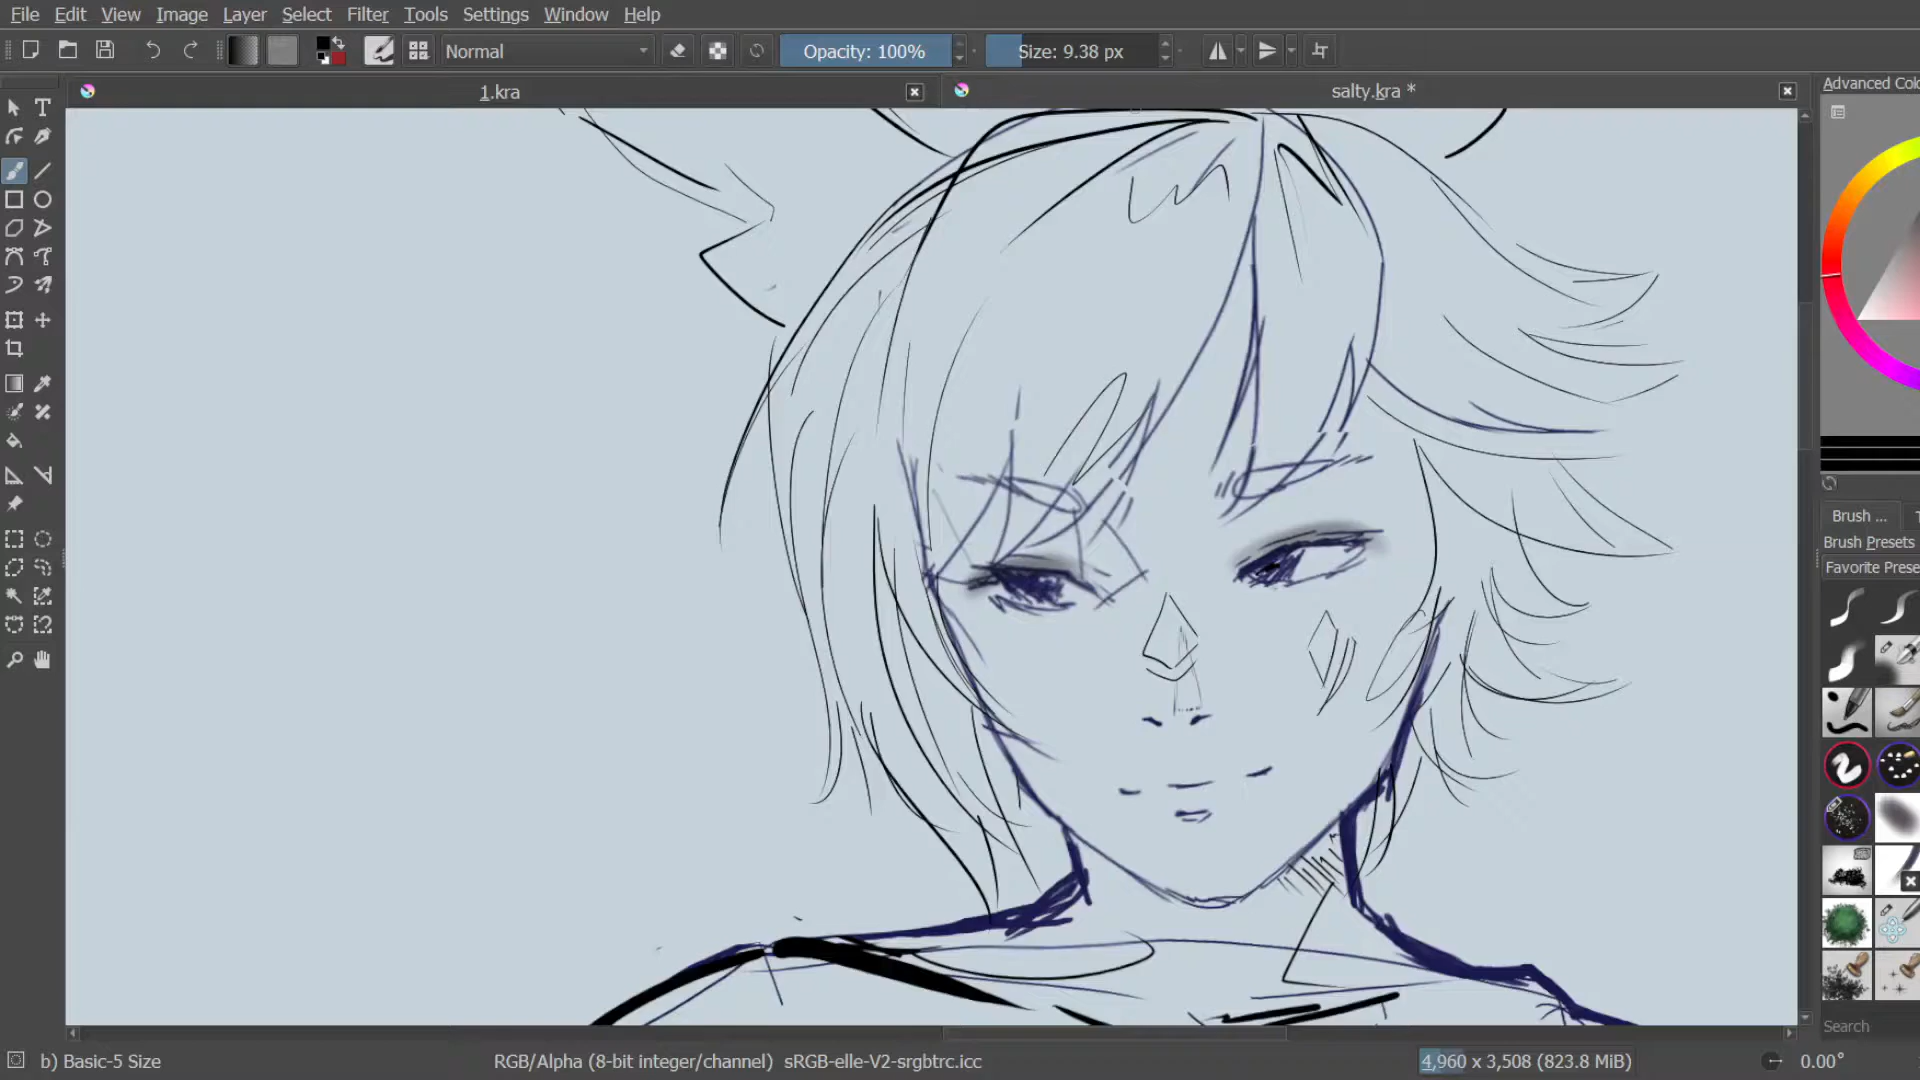 File Edit View Image Layer Select Filter Tools Settings Window Help
Normal Opacity: 100% Size: 9.38 px
1.kra salty.kra *
Advanced Colo
Brush ...
Brush Presets
Favorite Prese
Search
b) Basic-5 Size RGB/Alpha (8-bit integer/channel) sRGB-elle-V2-srgbtrc.icc 4,960 x 3,508 (823.8 MiB) 0.00°